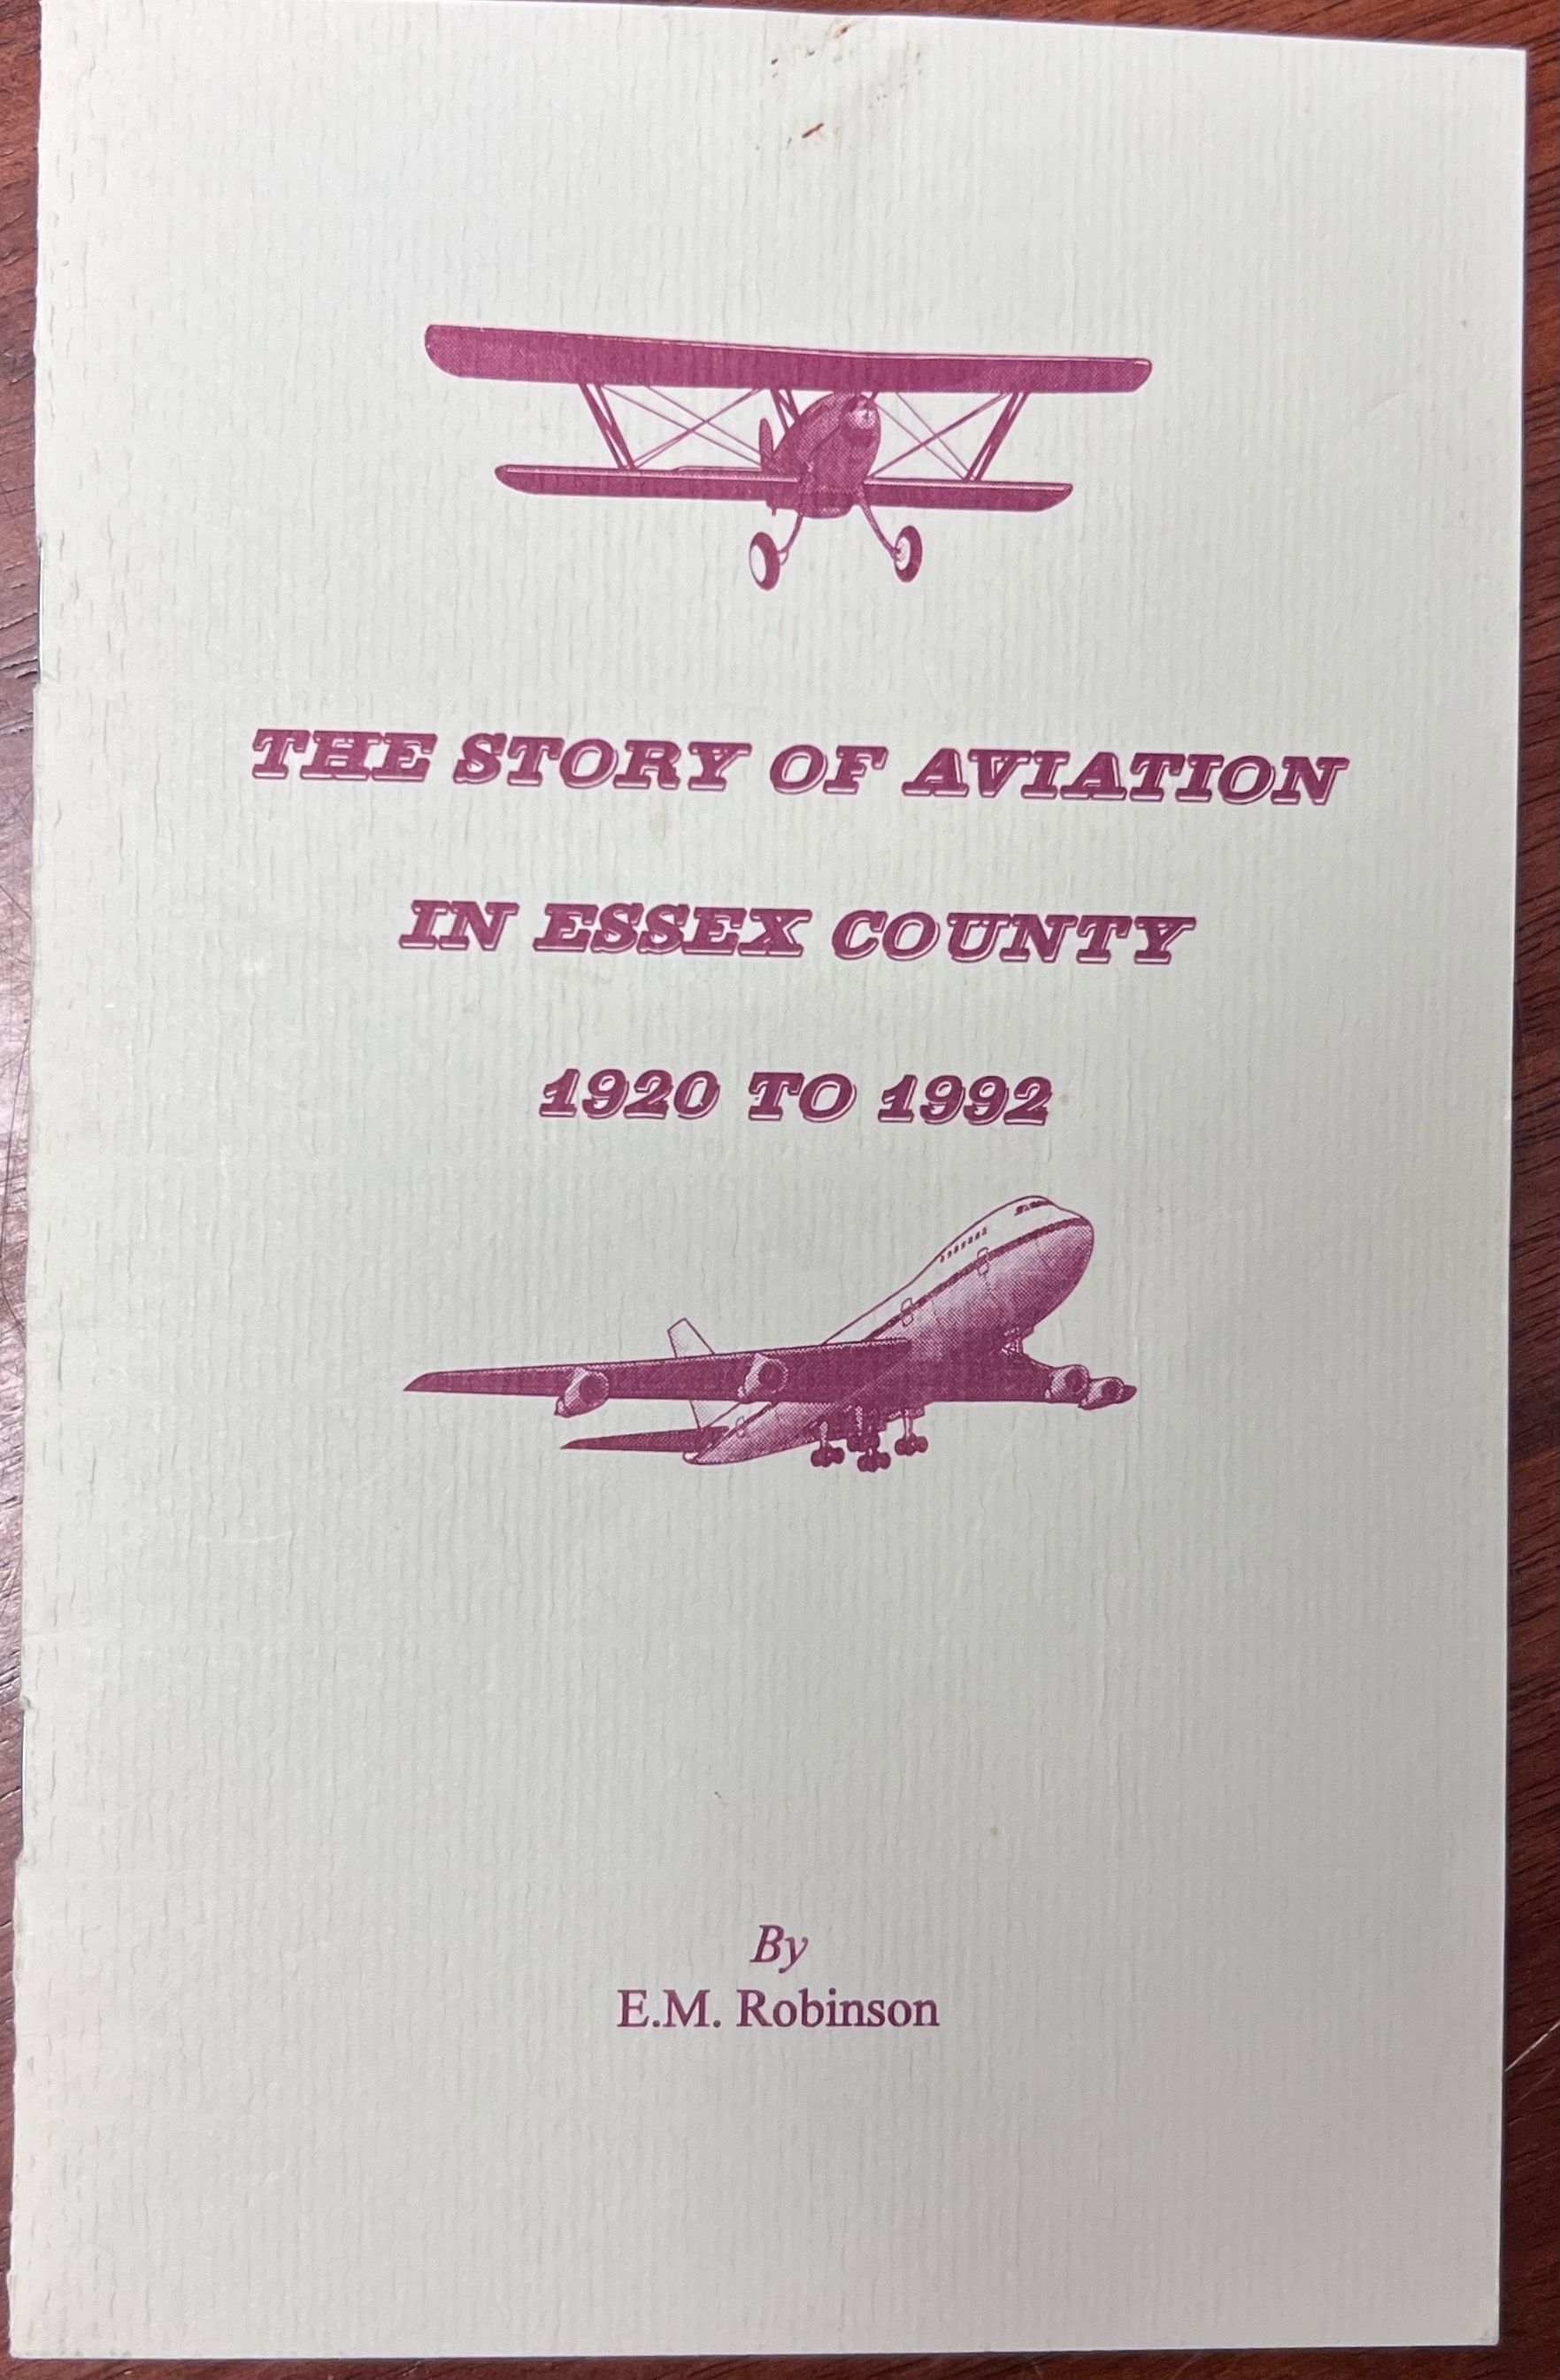 THE STORY OF AVIATION
IN ESSEX COUNTY
1920 TO 1992
By
E.M. Robinson